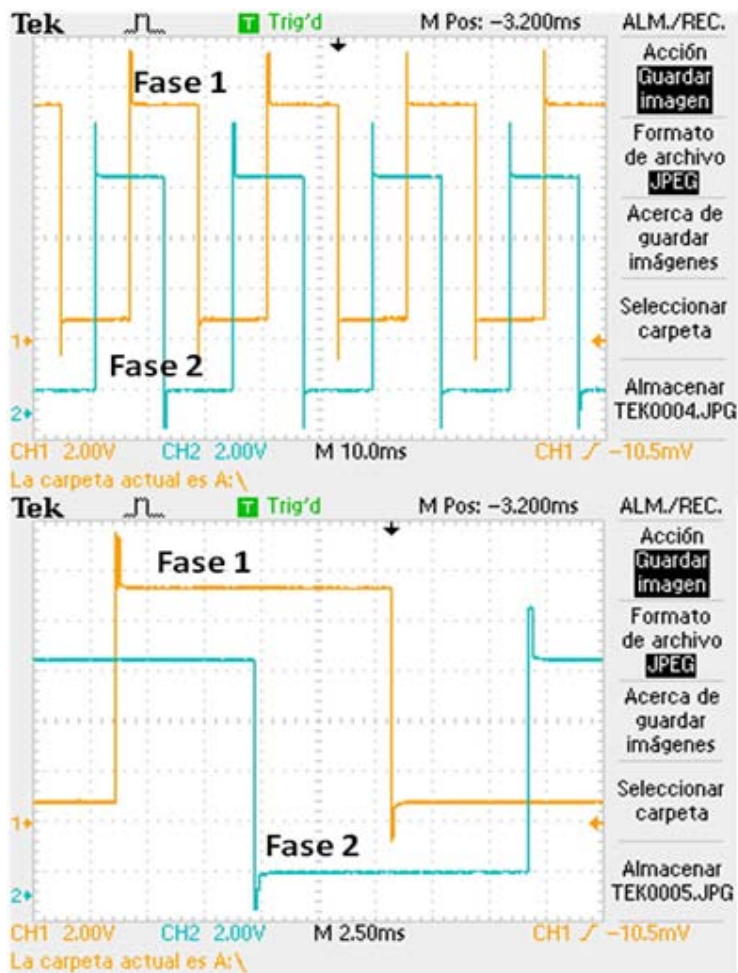 Tek T Trig'd M Pos: -3.200ms ALM./REC.
Fase 1
Acción
Guardar
imagen
Formato
de archivo
JPEG
Acerca de
guardar
imágenes
Seleccionar
carpeta
1
Fase 2
Almacenar
TEK0004.JPG
2
CH1 2.00V CH2 2.00V M 10.0ms CH1 -10.5mV
La carpeta actual es A:\
Tek T Trig'd M Pos: -3.200ms ALM./REC.
Fase 1
Acción
Guardar
imagen
Formato
de archivo
JPEG
Acerca de
guardar
imágenes
Seleccionar
carpeta
1
Fase 2
Almacenar
TEK0005.JPG
2
CH1 2.00V CH2 2.00V M 2.50ms CH1 -10.5mV
La carpeta actual es A:\